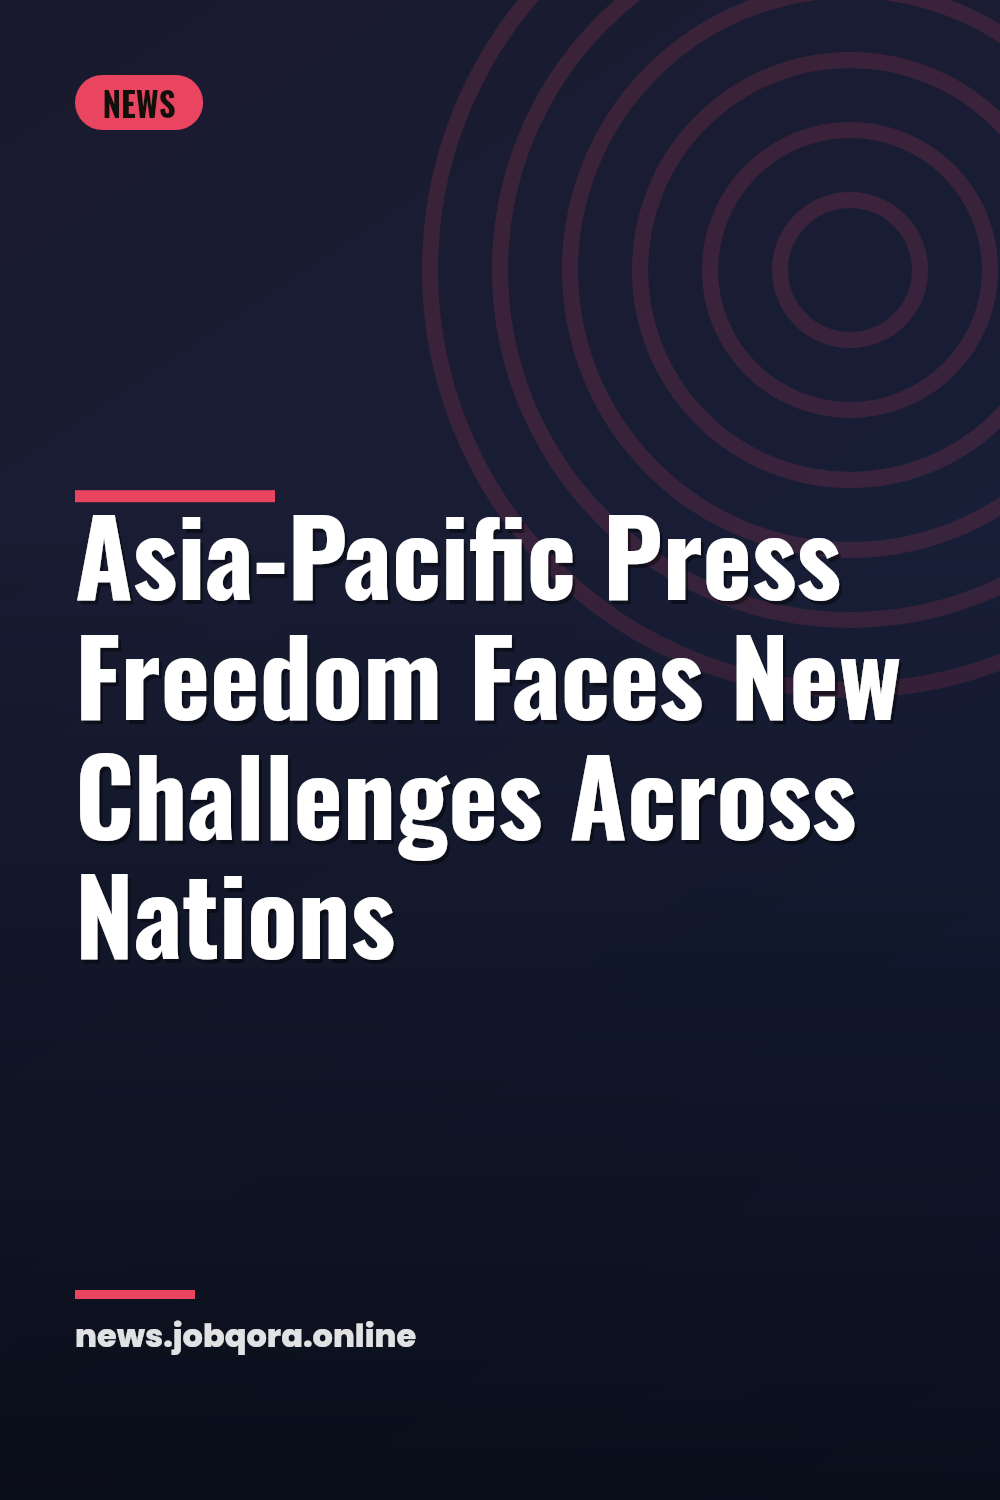 NEWS
Asia-Pacific Press
Freedom Faces New
Challenges Across
Nations
news.jobqora.online